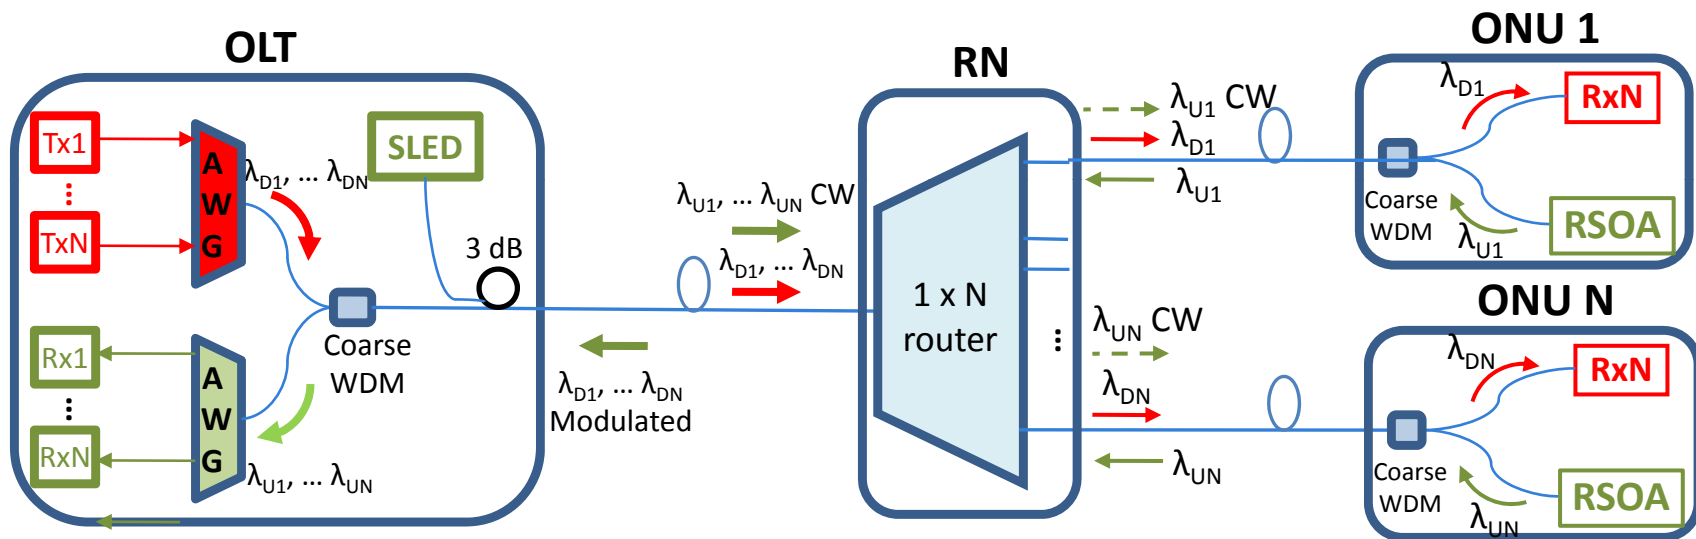 OLT
Tx1
⋮
TxN
A
W
G
λD1, ... λDN
SLED
3 dB
Coarse
WDM
Rx1
⋮
RxN
A
W
G
λU1, ... λUN
λU1, ... λUN CW
λD1, ... λDN
λD1, ... λDN
Modulated
RN
1 x N
router
⋮
λU1 CW
λD1
λU1
λUN CW
λDN
λUN
ONU 1
λD1
RxN
Coarse
WDM
λU1
RSOA
ONU N
λDN
RxN
Coarse
WDM
λUN
RSOA